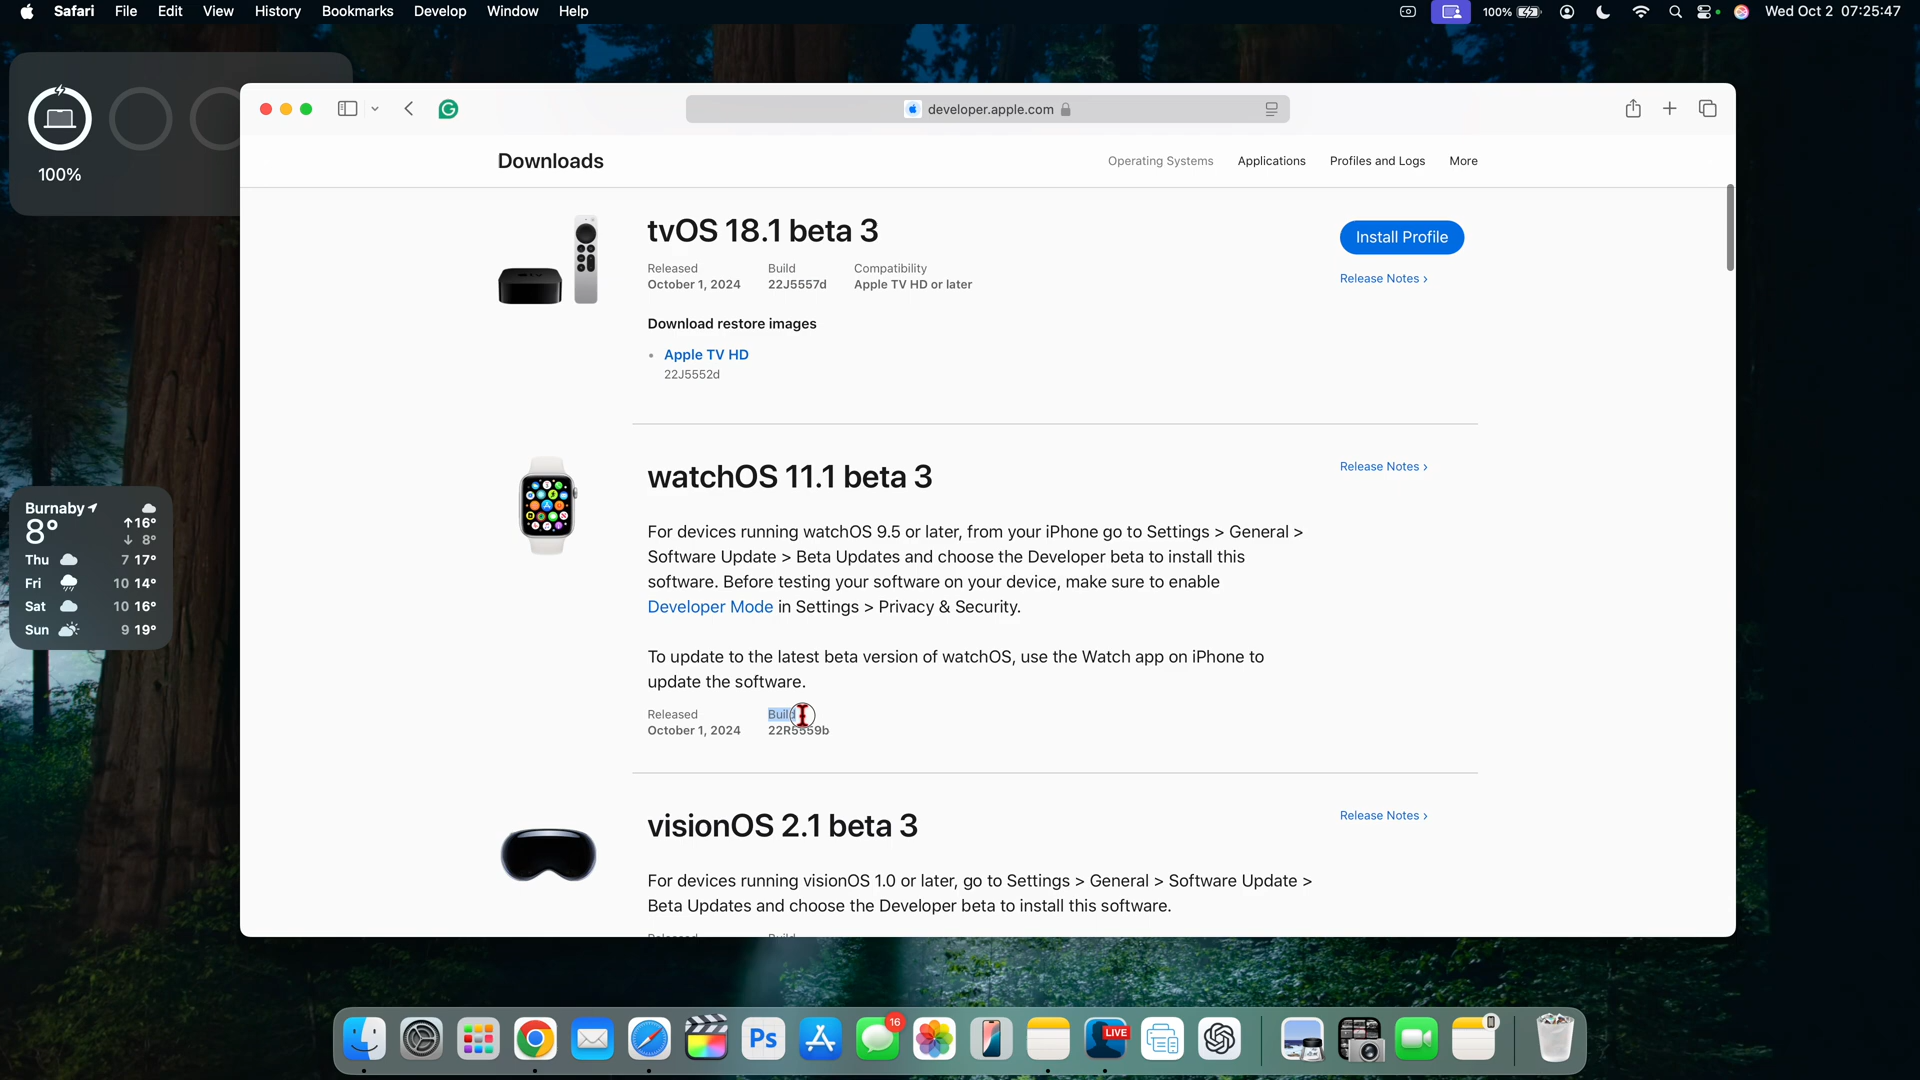 Safari File Edit View History Bookmarks Develop Window Help
100% Wed Oct 2 07:25:47
100%
developer.apple.com
Downloads
Operating Systems Applications Profiles and Logs More
tvOS 18.1 beta 3
Install Profile
Released Build Compatibility
October 1, 2024 22J5557d Apple TV HD or later
Release Notes ›
Download restore images
• Apple TV HD
22J5552d
watchOS 11.1 beta 3
Release Notes ›
For devices running watchOS 9.5 or later, from your iPhone go to Settings > General >
Software Update > Beta Updates and choose the Developer beta to install this
software. Before testing your software on your device, make sure to enable
Developer Mode in Settings > Privacy & Security.
To update to the latest beta version of watchOS, use the Watch app on iPhone to
update the software.
Released Build
October 1, 2024 22R5559b
visionOS 2.1 beta 3
Release Notes ›
For devices running visionOS 1.0 or later, go to Settings > General > Software Update >
Beta Updates and choose the Developer beta to install this software.
Burnaby
8° ↑16°
↓ 8°
Thu 7 17°
Fri 10 14°
Sat 10 16°
Sun 9 19°
Ps
16
LIVE